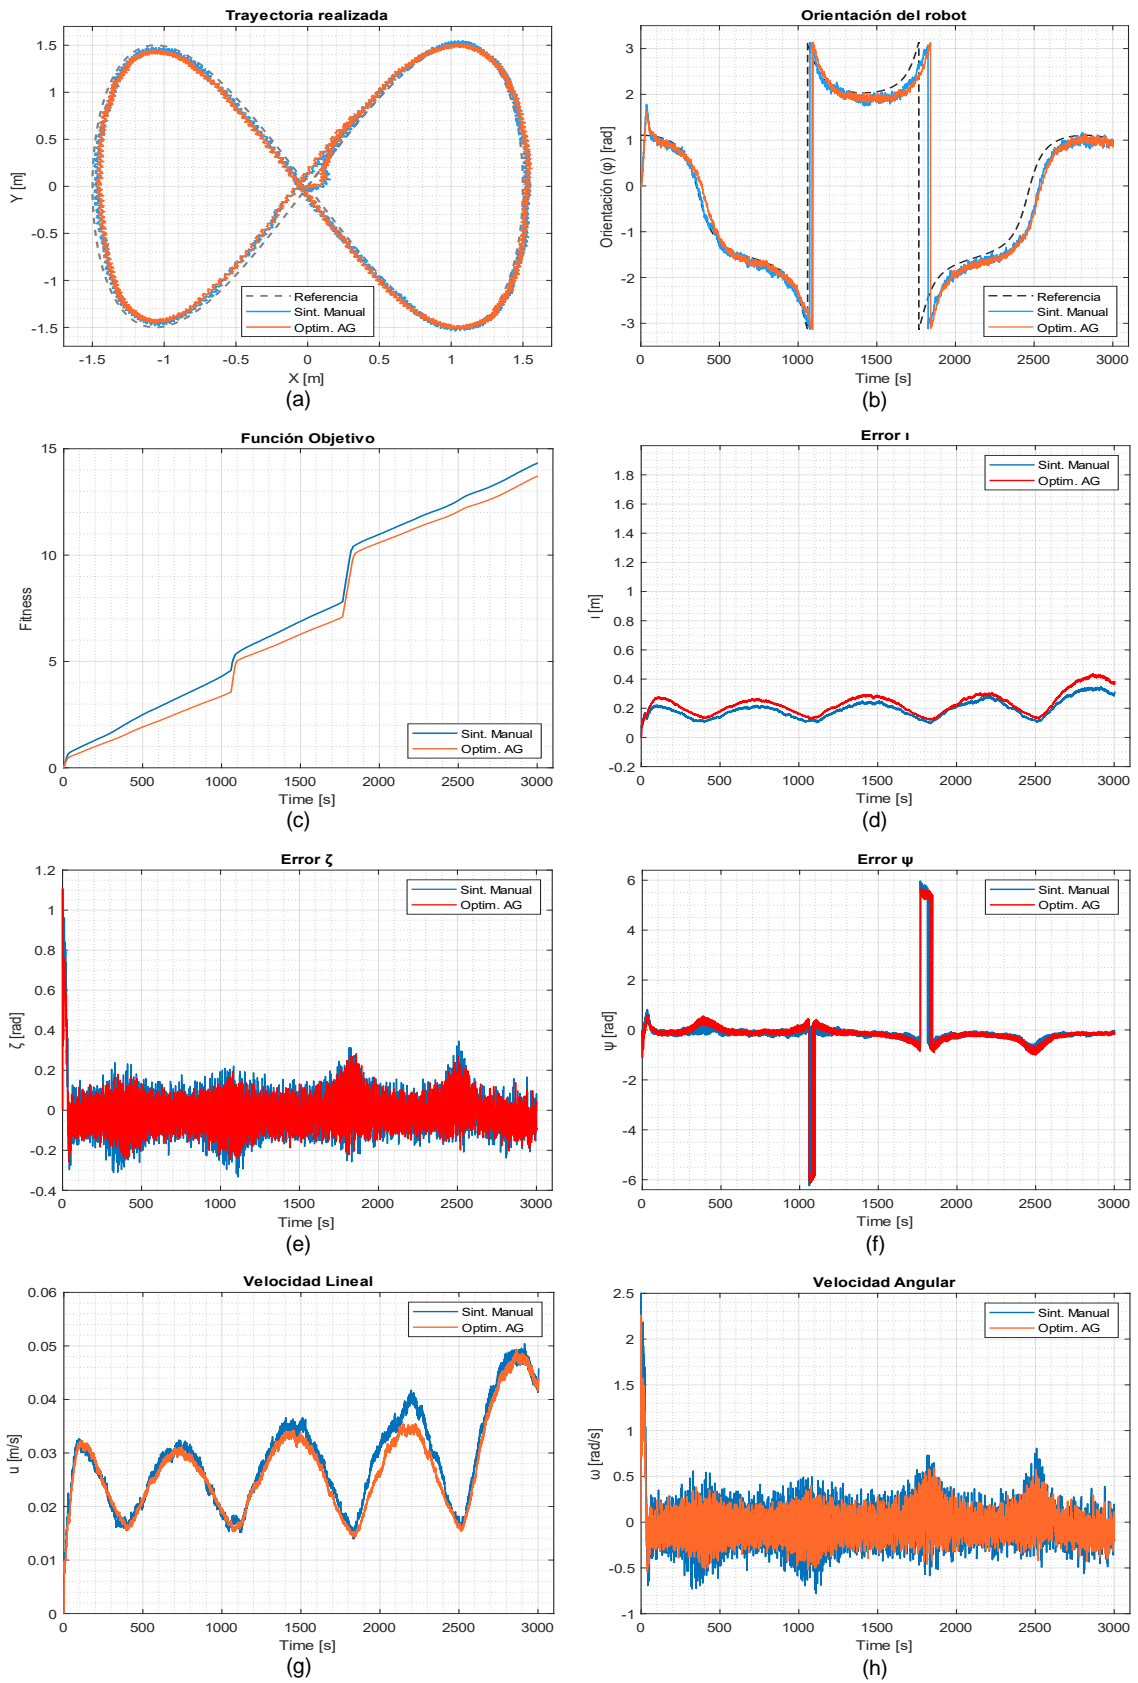 Trayectoria realizada
1.5
1
0.5
0
-0.5
-1
-1.5
Y [m]
Referencia
Sint. Manual
Optim. AG
-1.5 -1 -0.5 0 0.5 1 1.5
X [m]
(a)
Orientación del robot
3
2
1
0
-1
-2
-3
Orientación (φ) [rad]
Referencia
Sint. Manual
Optim. AG
0 500 1000 1500 2000 2500 3000
Time [s]
(b)
Función Objetivo
15
10
5
0
Fitness
Sint. Manual
Optim. AG
0 500 1000 1500 2000 2500 3000
Time [s]
(c)
Error ι
1.8
1.6
1.4
1.2
1
0.8
0.6
0.4
0.2
0
-0.2
ι [m]
Sint. Manual
Optim. AG
0 500 1000 1500 2000 2500 3000
Time [s]
(d)
Error ζ
1.2
1
0.8
0.6
0.4
0.2
0
-0.2
-0.4
ζ [rad]
Sint. Manual
Optim. AG
0 500 1000 1500 2000 2500 3000
Time [s]
(e)
Error ψ
6
4
2
0
-2
-4
-6
ψ [rad]
Sint. Manual
Optim. AG
0 500 1000 1500 2000 2500 3000
Time [s]
(f)
Velocidad Lineal
0.06
0.05
0.04
0.03
0.02
0.01
0
u [m/s]
Sint. Manual
Optim. AG
0 500 1000 1500 2000 2500 3000
Time [s]
(g)
Velocidad Angular
2.5
2
1.5
1
0.5
0
-0.5
-1
ω [rad/s]
Sint. Manual
Optim. AG
0 500 1000 1500 2000 2500 3000
Time [s]
(h)